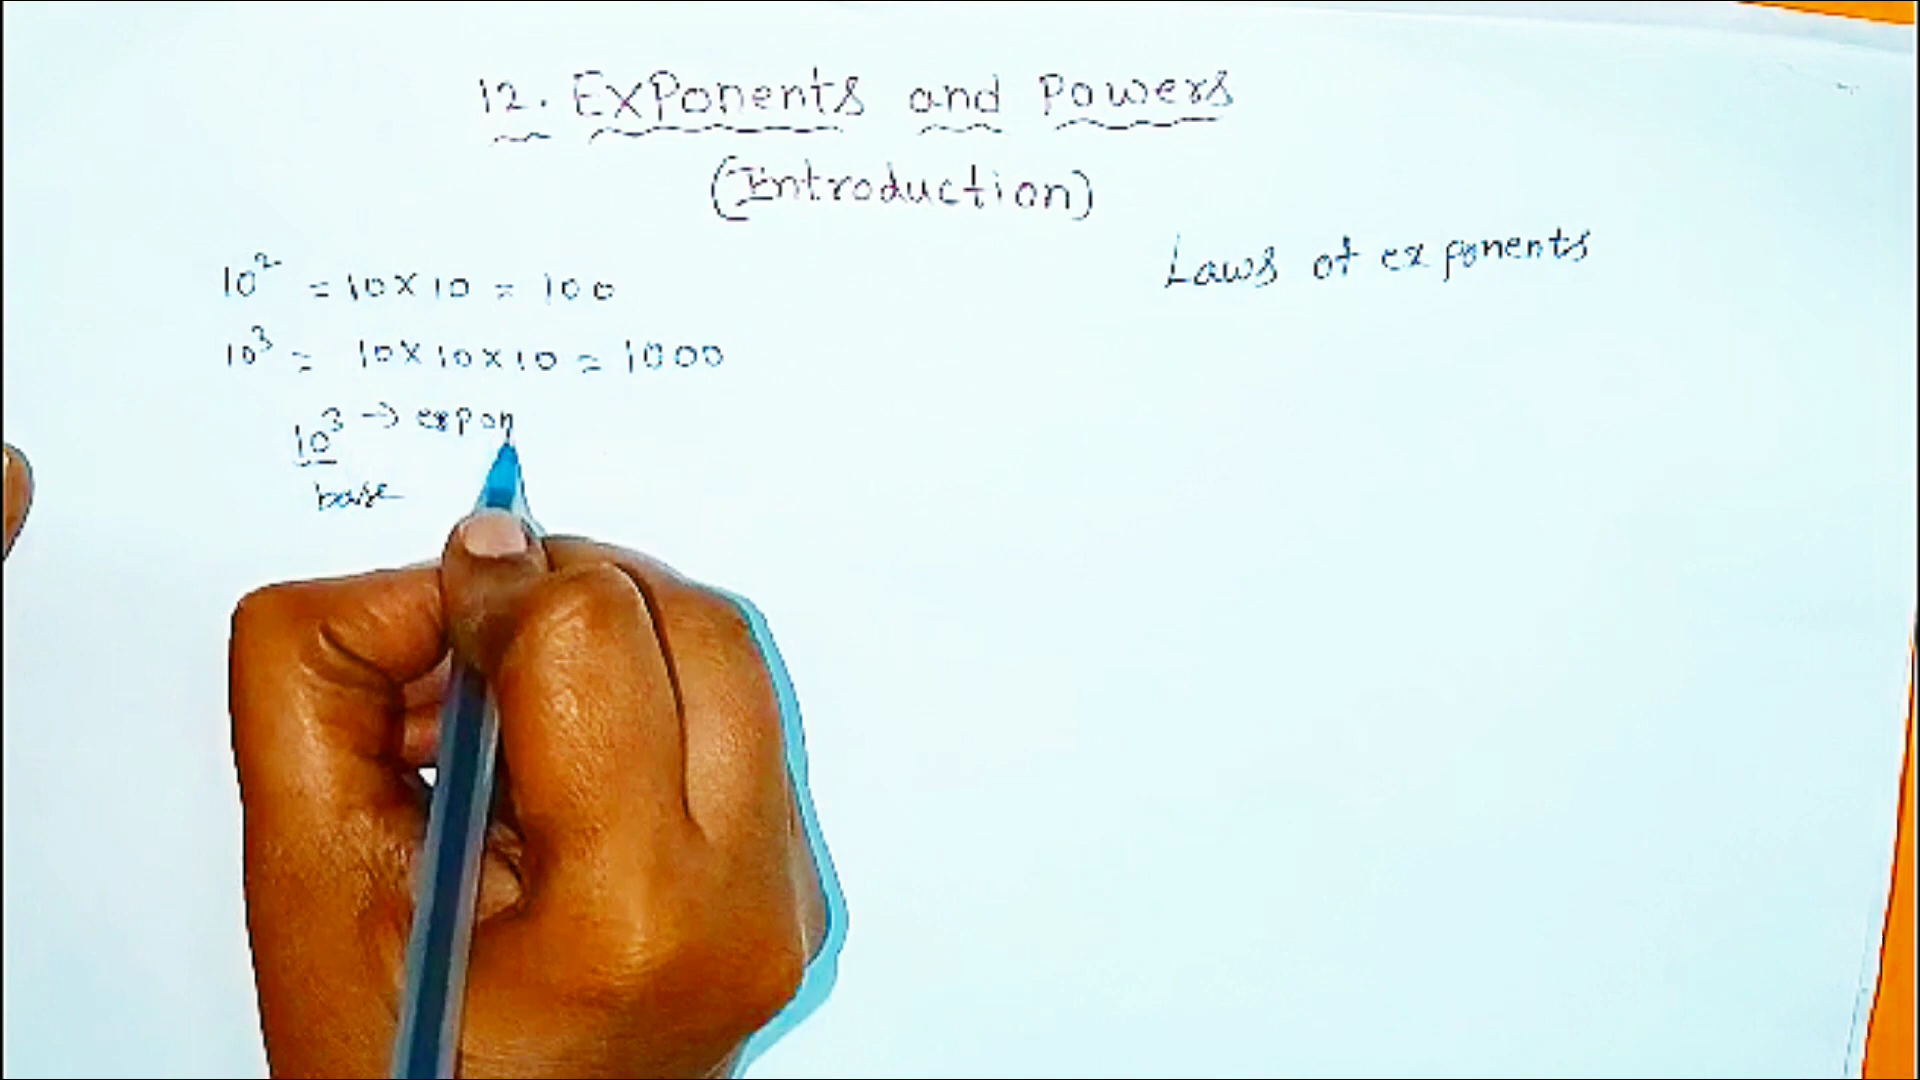 12. Exponents and Powers
(Introduction)
Laws of exponents
10² = 10 × 10 = 100
10³ = 10 × 10 × 10 = 1000
10³ → expon
base